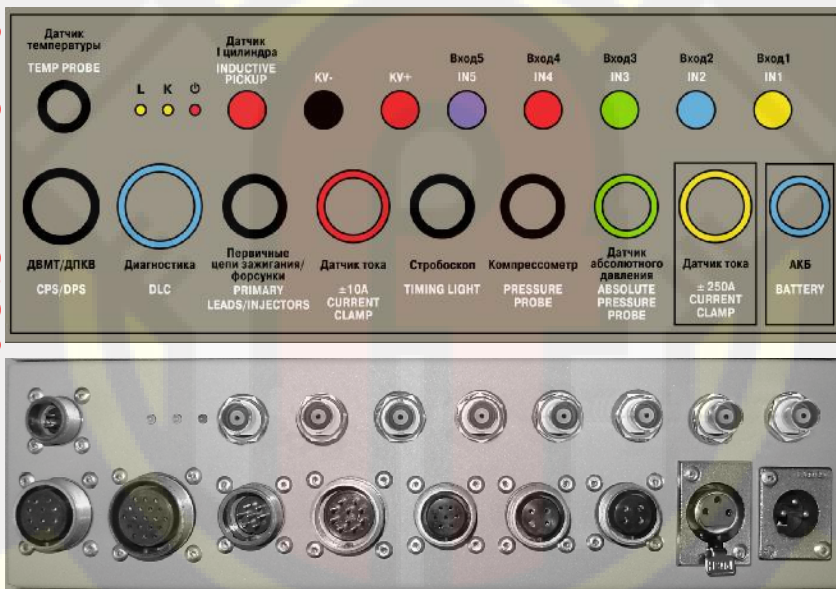 Датчик
температуры
TEMP PROBE
L K
Датчик
I цилиндра
INDUCTIVE
PICKUP
KV-
KV+
Вход5
IN5
Вход4
IN4
Вход3
IN3
Вход2
IN2
Вход1
IN1
ДВМТ/ДПКВ
CPS/DPS
Диагностика
DLC
Первичные
цепи зажигания/
форсунки
PRIMARY
LEADS/INJECTORS
Датчик тока
±10A
CURRENT
CLAMP
Стробоскоп
TIMING LIGHT
Компрессометр
PRESSURE
PROBE
Датчик
абсолютного
давления
ABSOLUTE
PRESSURE
PROBE
Датчик тока
± 250A
CURRENT
CLAMP
АКБ
BATTERY